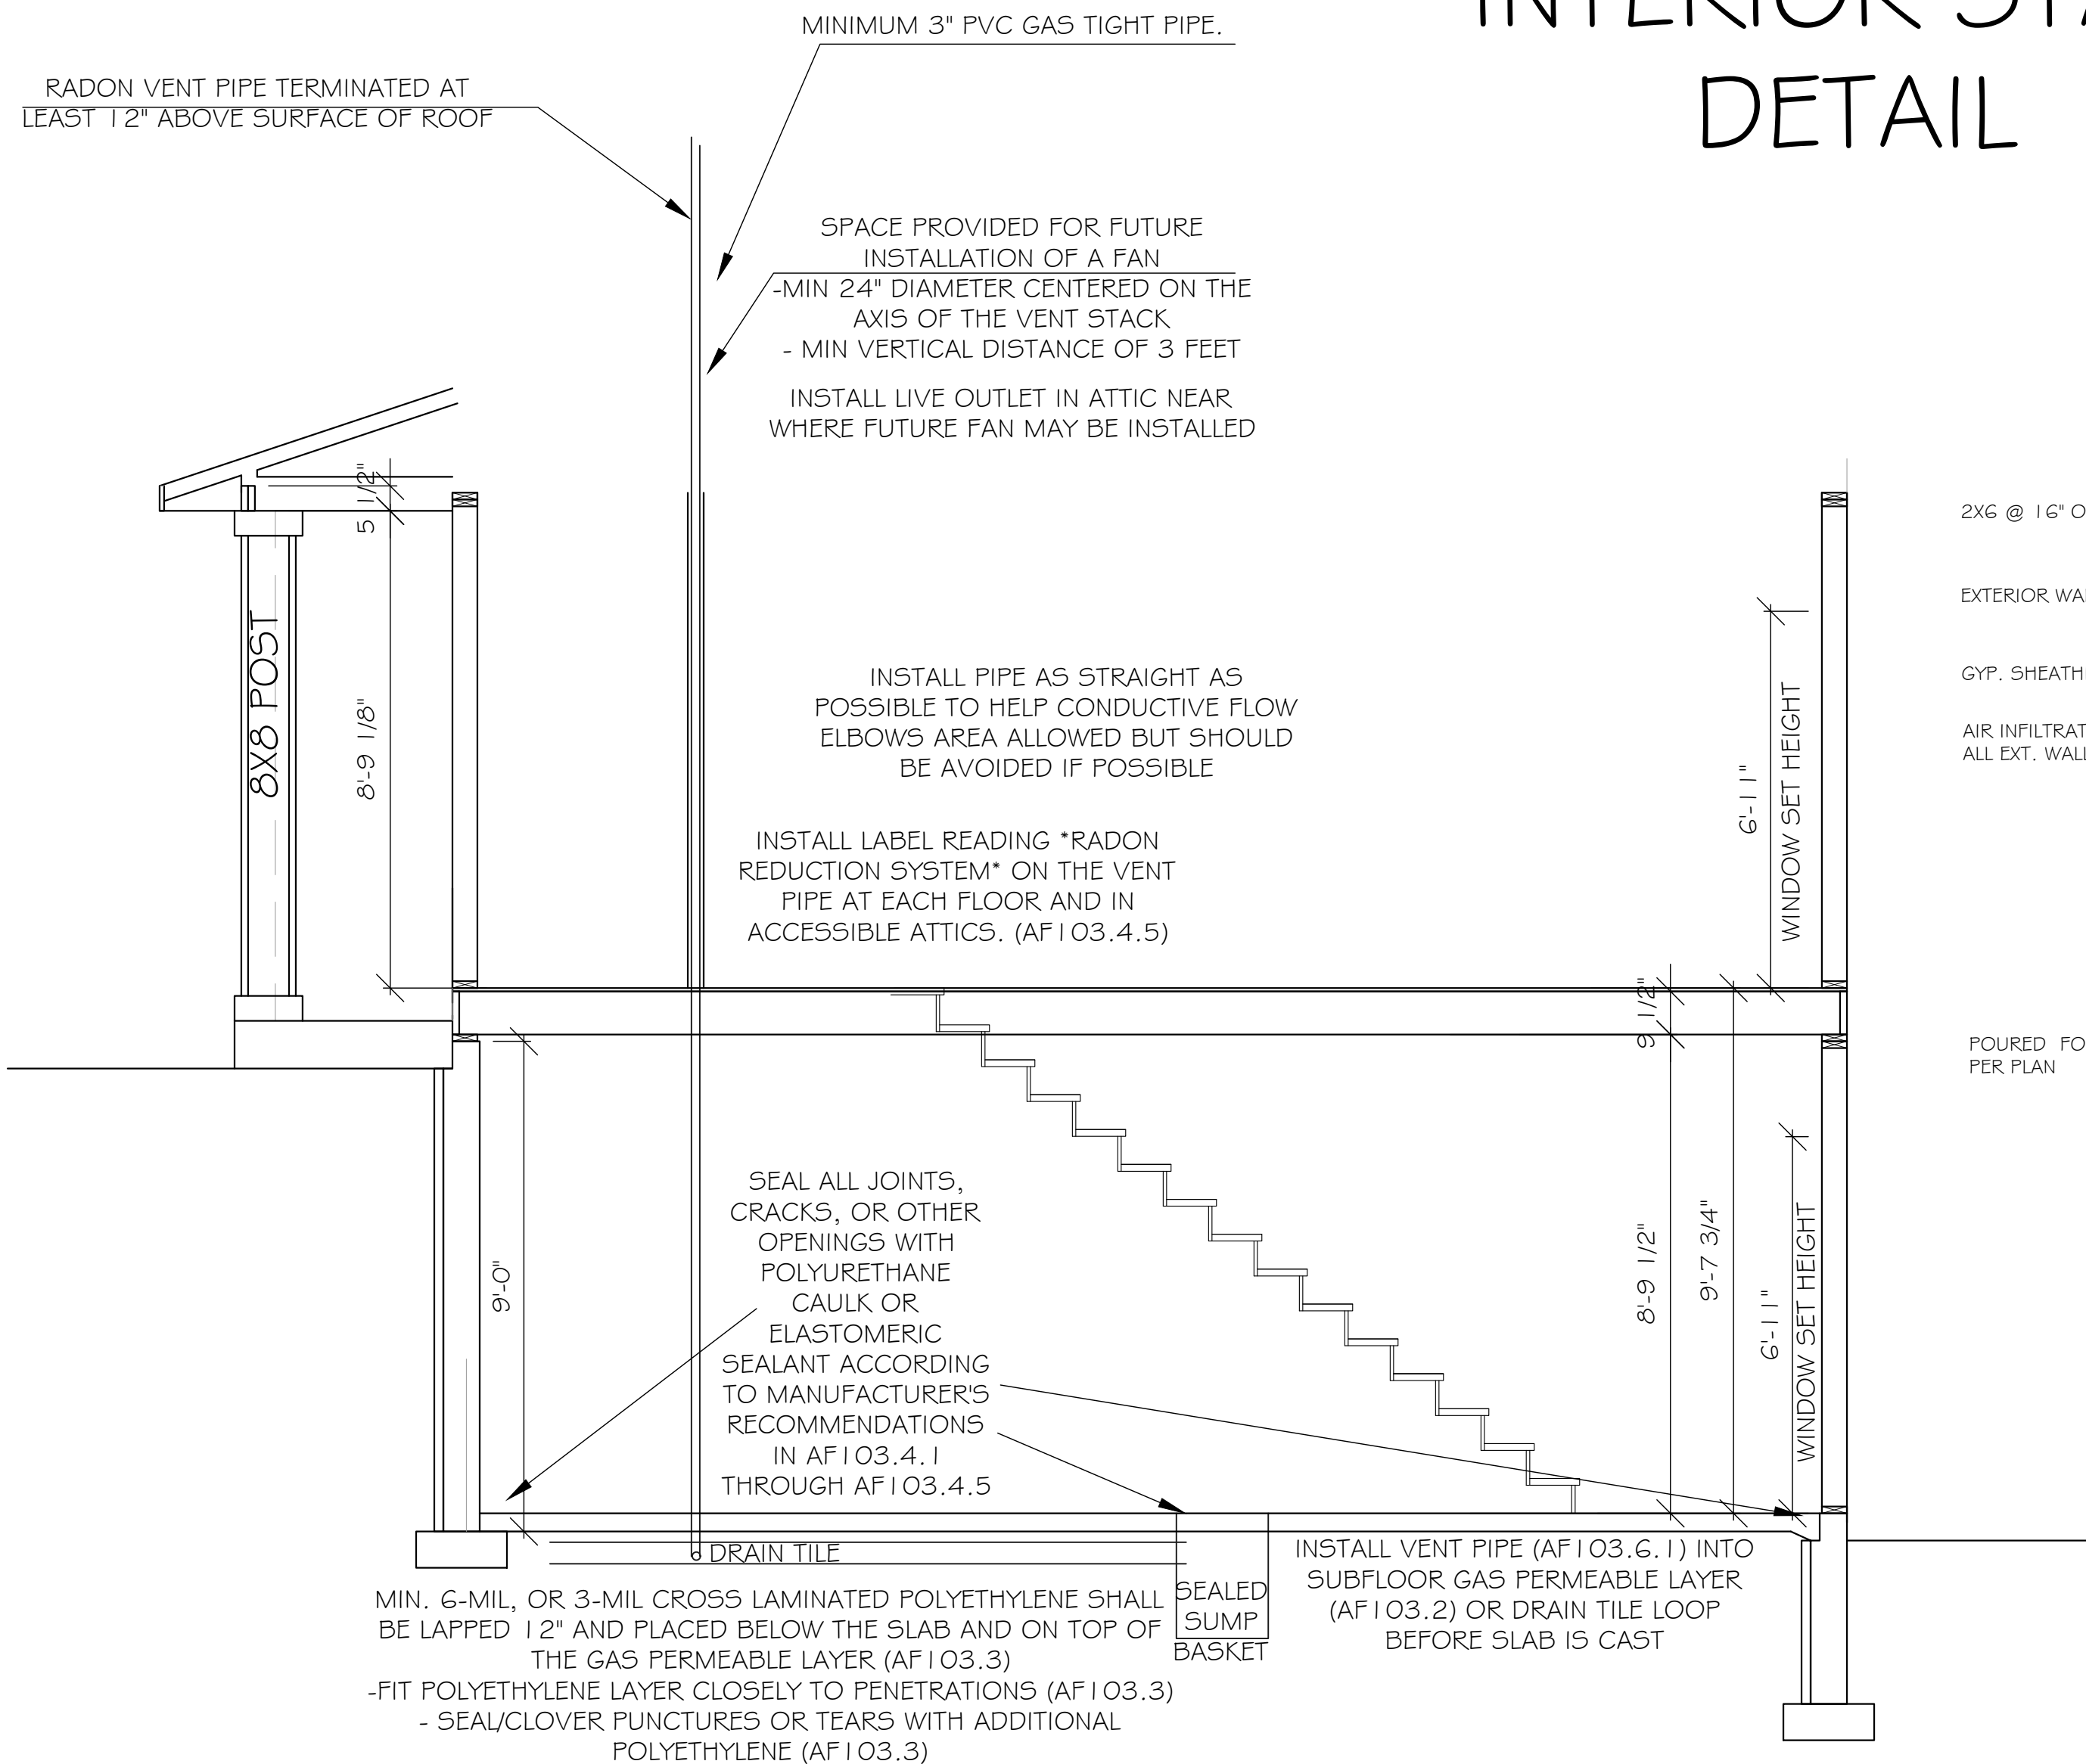 INTERIOR
DETAIL
MINIMUM 3" PVC GAS TIGHT PIPE.
RADON VENT PIPE TERMINATED AT
LEAST 12" ABOVE SURFACE OF ROOF
SPACE PROVIDED FOR FUTURE
INSTALLATION OF A FAN
-MIN 24" DIAMETER CENTERED ON THE
AXIS OF THE VENT STACK
- MIN VERTICAL DISTANCE OF 3 FEET
INSTALL LIVE OUTLET IN ATTIC NEAR
WHERE FUTURE FAN MAY BE INSTALLED
5 1/2"
8X8 POST
8'-9 1/8"
INSTALL PIPE AS STRAIGHT AS
POSSIBLE TO HELP CONDUCTIVE FLOW
ELBOWS AREA ALLOWED BUT SHOULD
BE AVOIDED IF POSSIBLE
INSTALL LABEL READING *RADON
REDUCTION SYSTEM* ON THE VENT
PIPE AT EACH FLOOR AND IN
ACCESSIBLE ATTICS. (AF103.4.5)
6'-11"
WINDOW SET HEIGHT
2X6 @ 16"
EXTERIOR
GYP.
AIR
ALL EXT.
POURED
PER PLAN
9 1/2"
9'-0"
SEAL ALL JOINTS,
CRACKS, OR OTHER
OPENINGS WITH
POLYURETHANE
CAULK OR
ELASTOMERIC
SEALANT ACCORDING
TO MANUFACTURER'S
RECOMMENDATIONS
IN AF103.4.1
THROUGH AF103.4.5
8'-9 1/2"
9'-7 3/4"
6'-11"
WINDOW SET HEIGHT
DRAIN TILE
SEALED
SUMP
BASKET
INSTALL VENT PIPE (AF103.6.1) INTO
SUBFLOOR GAS PERMEABLE LAYER
(AF103.2) OR DRAIN TILE LOOP
BEFORE SLAB IS CAST
MIN. 6-MIL, OR 3-MIL CROSS LAMINATED POLYETHYLENE SHALL
BE LAPPED 12" AND PLACED BELOW THE SLAB AND ON TOP OF
THE GAS PERMEABLE LAYER (AF103.3)
-FIT POLYETHYLENE LAYER CLOSELY TO PENETRATIONS (AF103.3)
- SEAL/CLOVER PUNCTURES OR TEARS WITH ADDITIONAL
POLYETHYLENE (AF103.3)